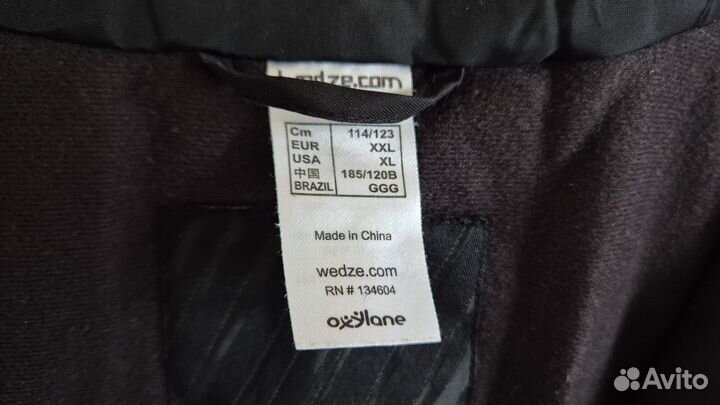 wedze.com
Cm 114/123
EUR XXL
USA XL
中国 185/120B
BRAZIL GGG
Made in China
wedze.com
RN # 134604
oxylane
Avito